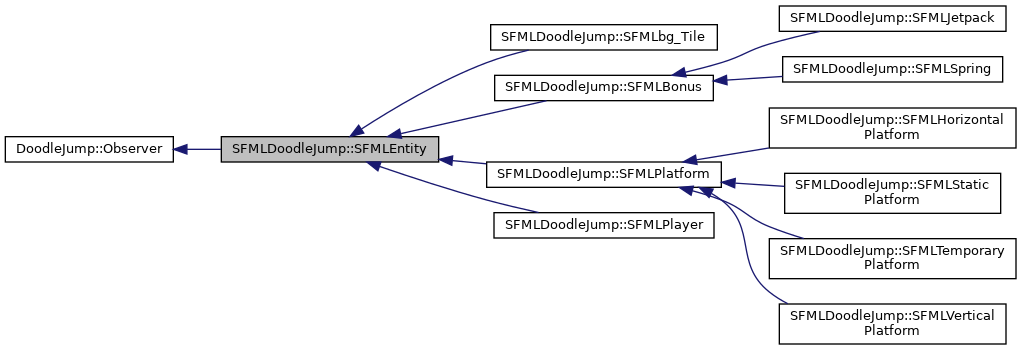 DoodleJump::Observer
SFMLDoodleJump::SFMLEntity
SFMLDoodleJump::SFMLbg_Tile
SFMLDoodleJump::SFMLBonus
SFMLDoodleJump::SFMLPlatform
SFMLDoodleJump::SFMLPlayer
SFMLDoodleJump::SFMLJetpack
SFMLDoodleJump::SFMLSpring
SFMLDoodleJump::SFMLHorizontal
Platform
SFMLDoodleJump::SFMLStatic
Platform
SFMLDoodleJump::SFMLTemporary
Platform
SFMLDoodleJump::SFMLVertical
Platform